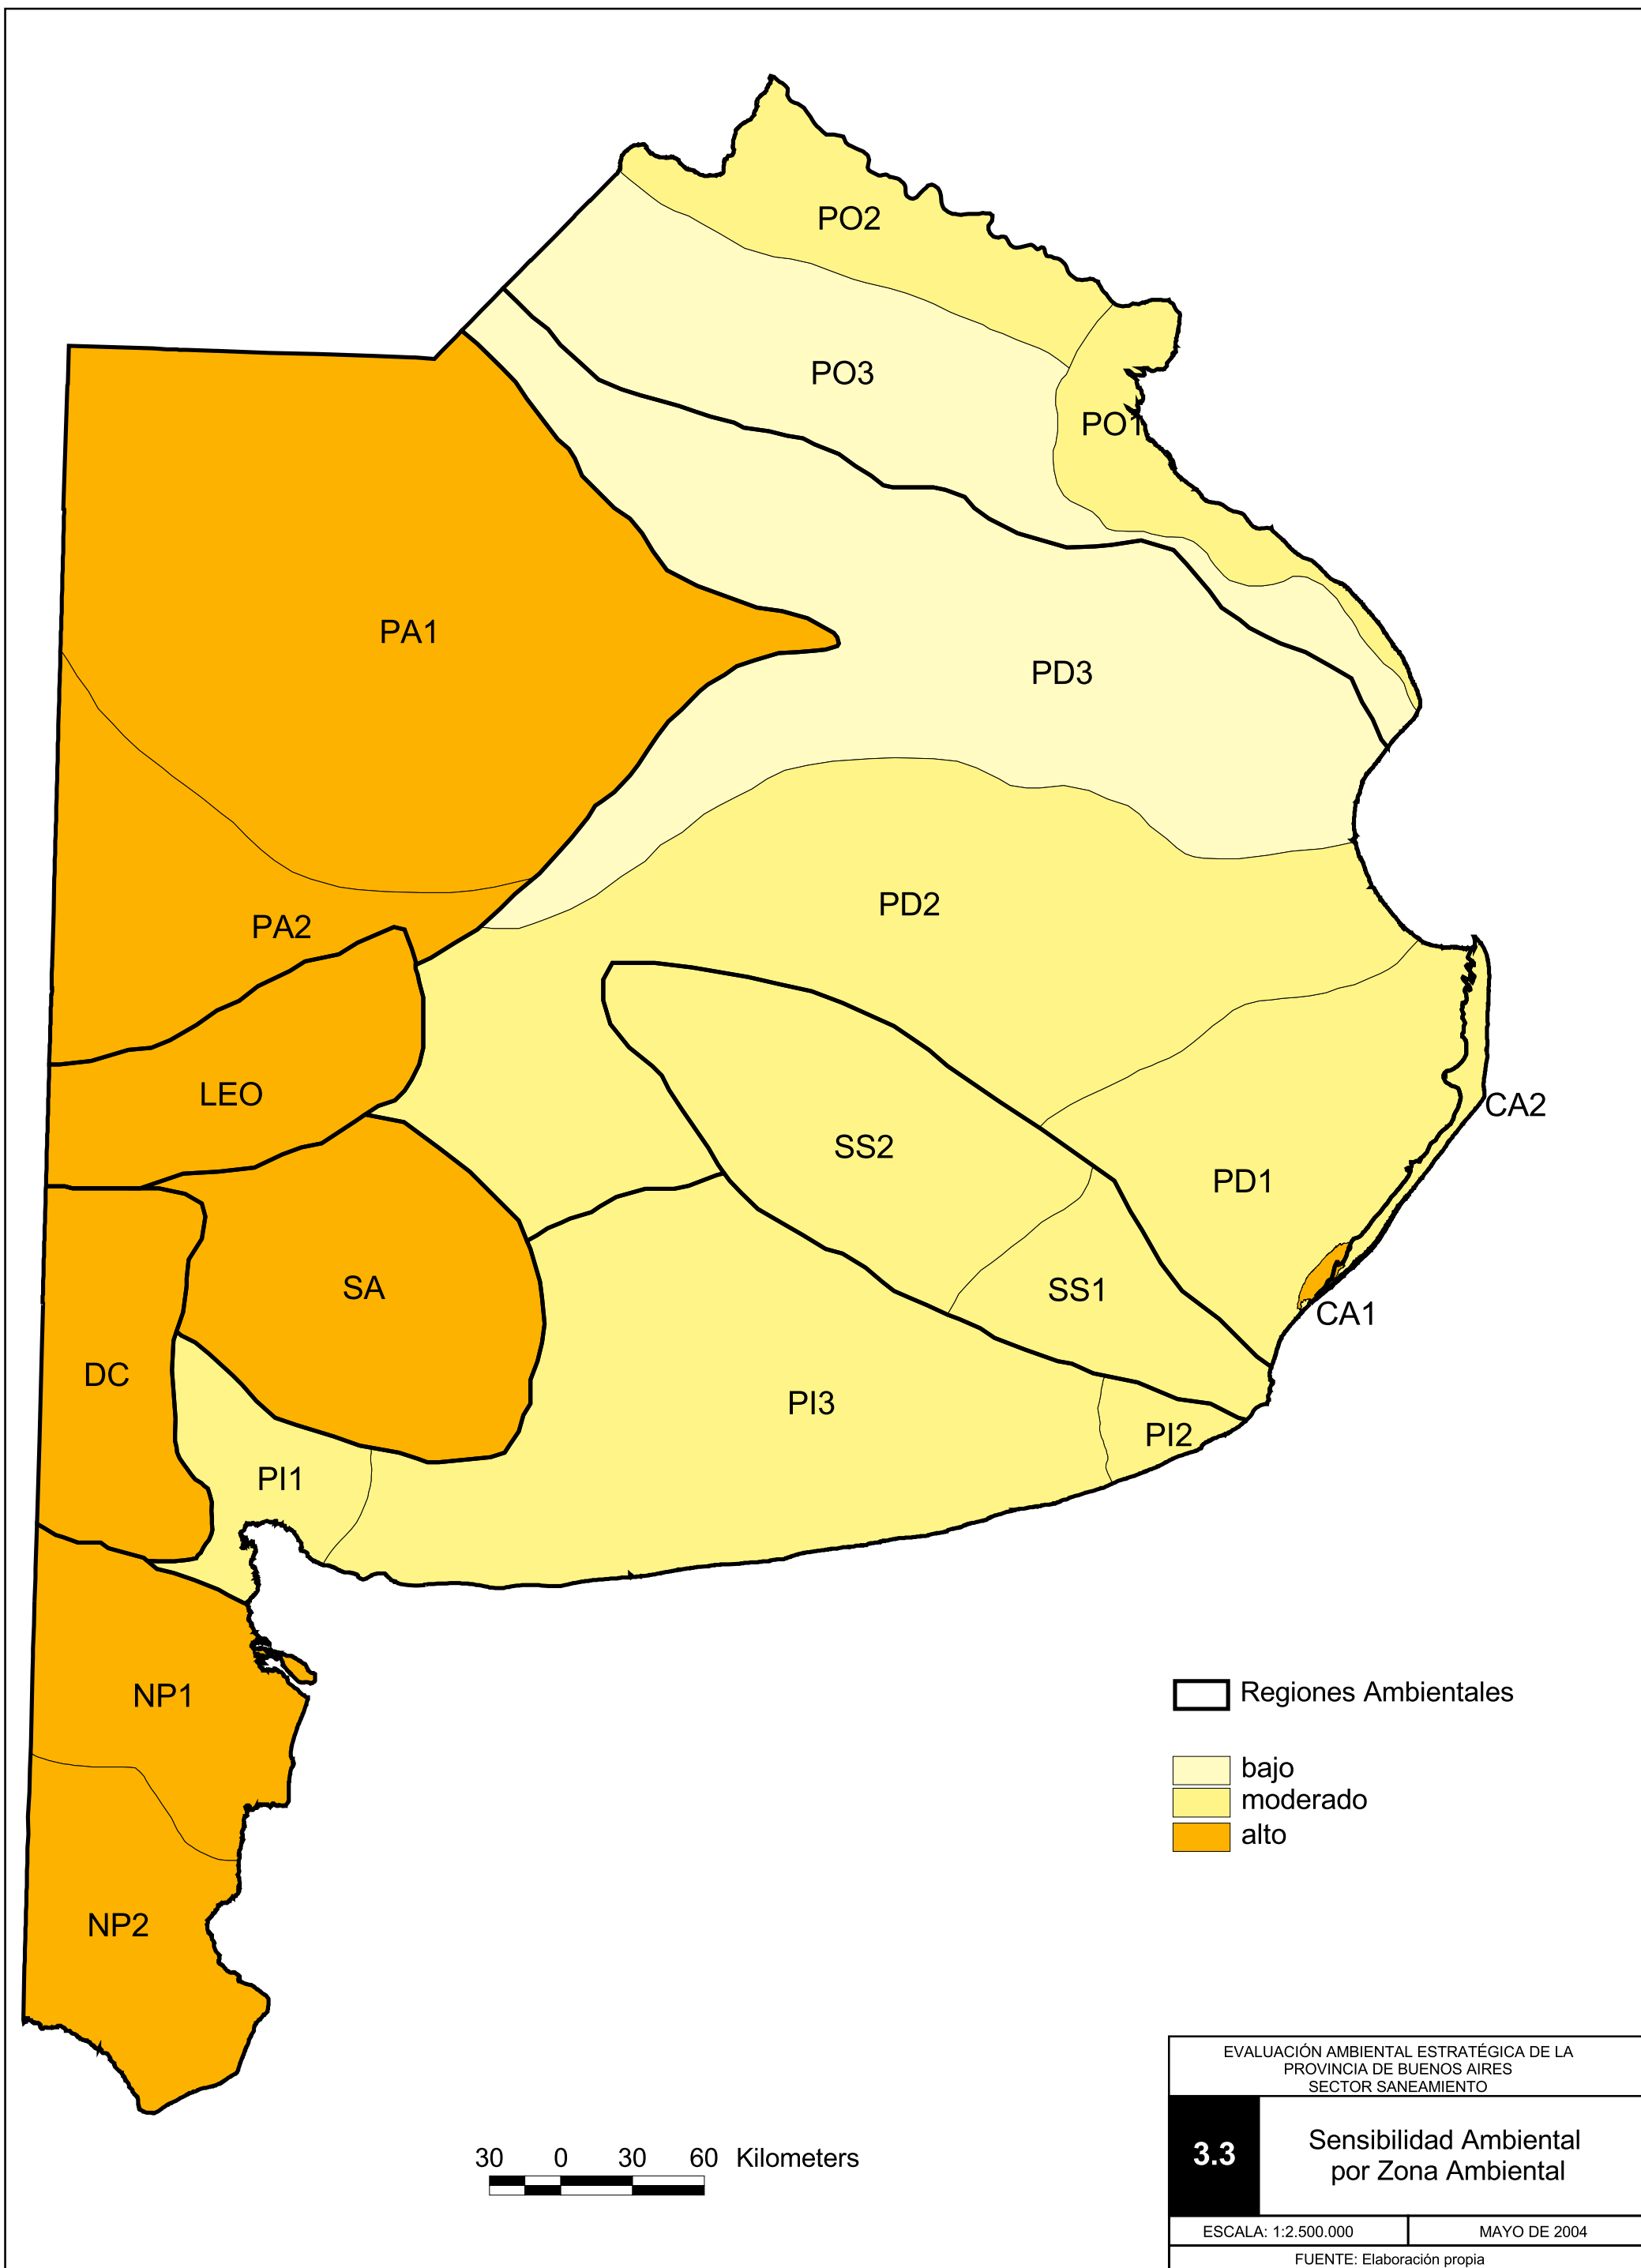 PO2
PO3
PO1
PA1
PD3
PD2
PA2
LEO
CA2
SS2
PD1
SA
SS1
CA1
DC
PI3
PI2
PI1
NP1
NP2
Regiones Ambientales
bajo
moderado
alto
30 0 30 60 Kilometers
EVALUACIÓN AMBIENTAL ESTRATÉGICA DE LA
PROVINCIA DE BUENOS AIRES
SECTOR SANEAMIENTO
3.3
Sensibilidad Ambiental
por Zona Ambiental
ESCALA: 1:2.500.000
MAYO DE 2004
FUENTE: Elaboración propia